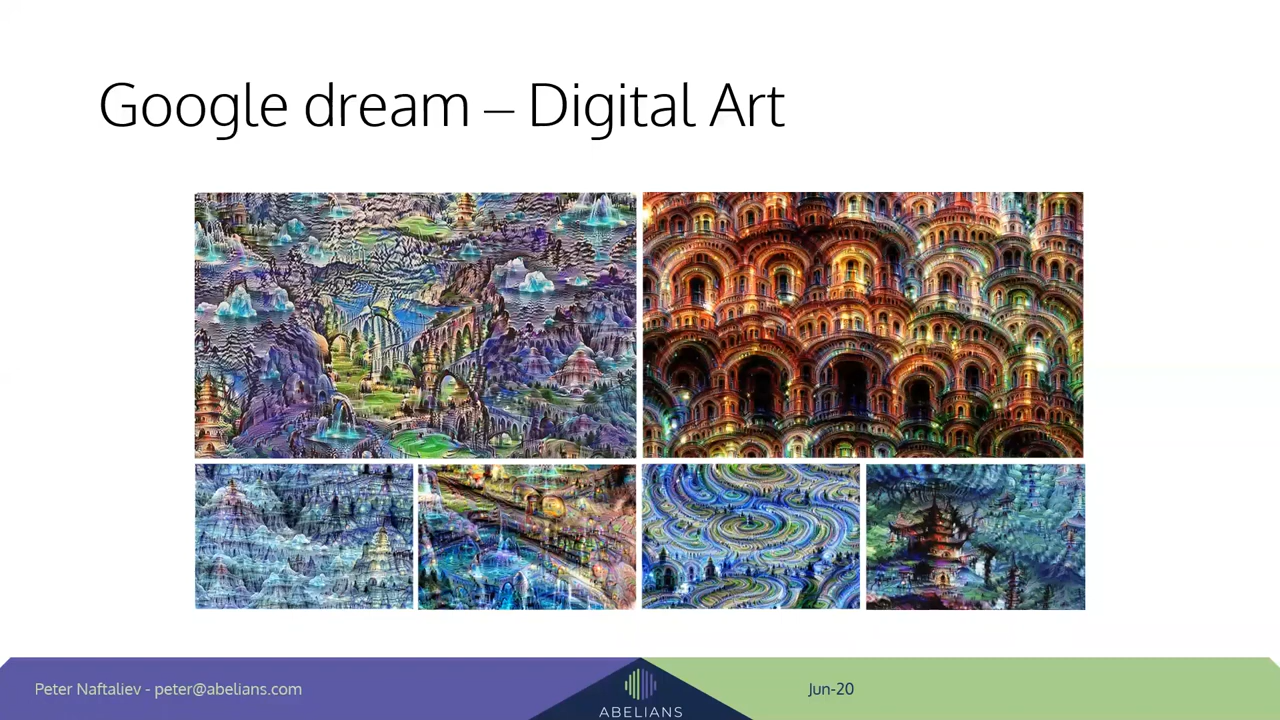 Google dream – Digital Art
Peter Naftaliev - peter@abelians.com
ABELIANS
Jun-20